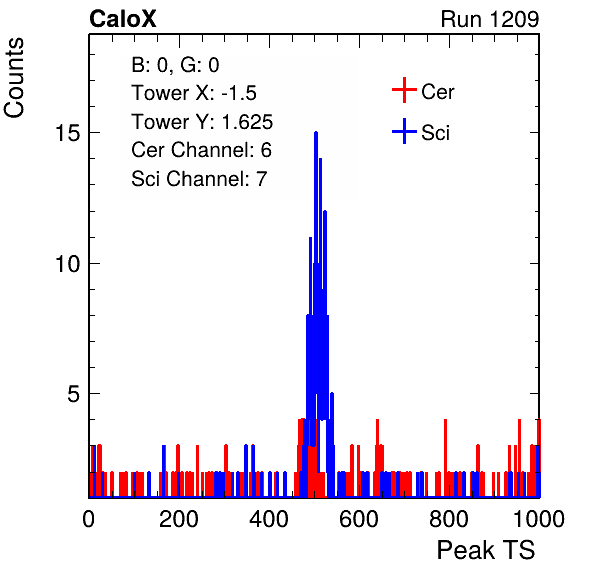 CaloX
Run 1209
Counts
B: 0, G: 0
Tower X: -1.5
Tower Y: 1.625
Cer Channel: 6
Sci Channel: 7
Cer
Sci
15
10
5
0 200 400 600 800 1000
Peak TS